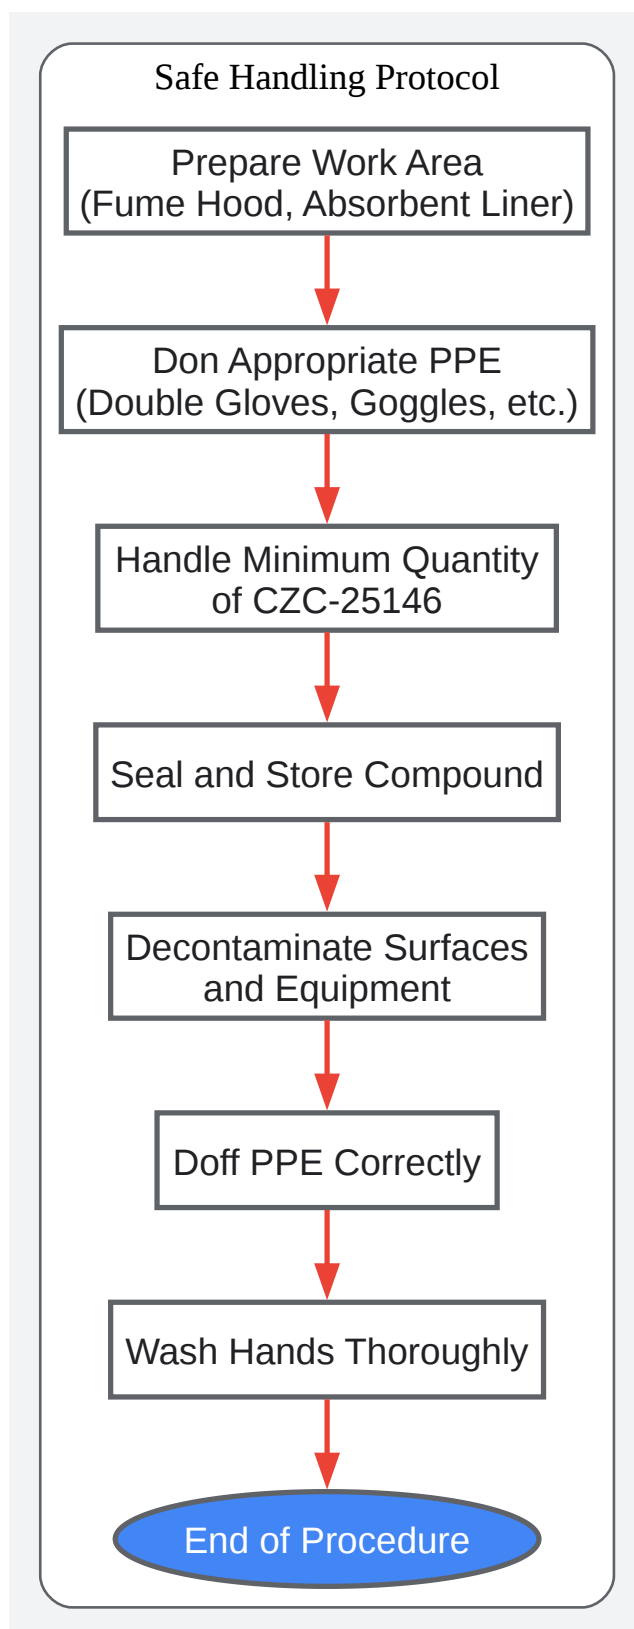 Safe Handling Protocol
Prepare Work Area
(Fume Hood, Absorbent Liner)
Don Appropriate PPE
(Double Gloves, Goggles, etc.)
Handle Minimum Quantity
of CZC-25146
Seal and Store Compound
Decontaminate Surfaces
and Equipment
Doff PPE Correctly
Wash Hands Thoroughly
End of Procedure